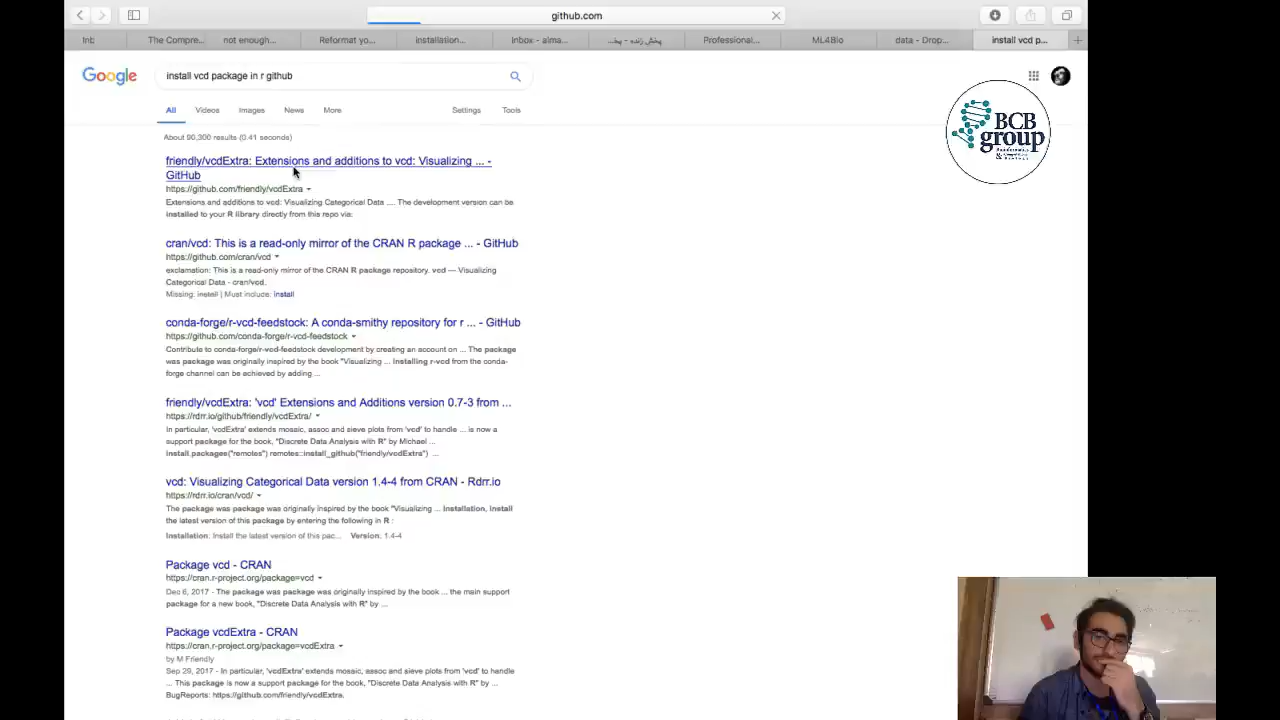 github.com
Inb
The Compre...
not enough...
Reformat yo...
installation...
Inbox - alma...
پخش زنده - پخ...
Professional...
ML4Bio
data - Drop...
install vcd p...
Google
install vcd package in r github
All
Videos
Images
News
More
Settings
Tools
About 90,300 results (0.41 seconds)
friendly/vcdExtra: Extensions and additions to vcd: Visualizing ... -
GitHub
https://github.com/friendly/vcdExtra
Extensions and additions to vcd: Visualizing Categorical Data .... The development version can be
installed to your R library directly from this repo via:
cran/vcd: This is a read-only mirror of the CRAN R package ... - GitHub
https://github.com/cran/vcd
exclamation: This is a read-only mirror of the CRAN R package repository. vcd — Visualizing
Categorical Data - cran/vcd.
Missing: install | Must include: install
conda-forge/r-vcd-feedstock: A conda-smithy repository for r ... - GitHub
https://github.com/conda-forge/r-vcd-feedstock
Contribute to conda-forge/r-vcd-feedstock development by creating an account on ... The package
was package was originally inspired by the book "Visualizing ... Installing r-vcd from the conda-
forge channel can be achieved by adding ...
friendly/vcdExtra: 'vcd' Extensions and Additions version 0.7-3 from ...
https://rdrr.io/github/friendly/vcdExtra/
In particular, 'vcdExtra' extends mosaic, assoc and sieve plots from 'vcd' to handle ... is now a
support package for the book, "Discrete Data Analysis with R" by Michael ...
install.packages("remotes") remotes::install_github("friendly/vcdExtra") ...
vcd: Visualizing Categorical Data version 1.4-4 from CRAN - Rdrr.io
https://rdrr.io/cran/vcd/
The package was package was originally inspired by the book "Visualizing ... Installation. Install
the latest version of this package by entering the following in R :
Installation: Install the latest version of this pac... Version: 1.4-4
Package vcd - CRAN
https://cran.r-project.org/package=vcd
Dec 6, 2017 - The package was package was originally inspired by the book ... the main support
package for a new book, "Discrete Data Analysis with R" by ...
Package vcdExtra - CRAN
https://cran.r-project.org/package=vcdExtra
by M Friendly
Sep 29, 2017 - In particular, 'vcdExtra' extends mosaic, assoc and sieve plots from 'vcd' to handle
... This package is now a support package for the book, "Discrete Data Analysis with R" by ...
BugReports: https://github.com/friendly/vcdExtra.
BCB
group